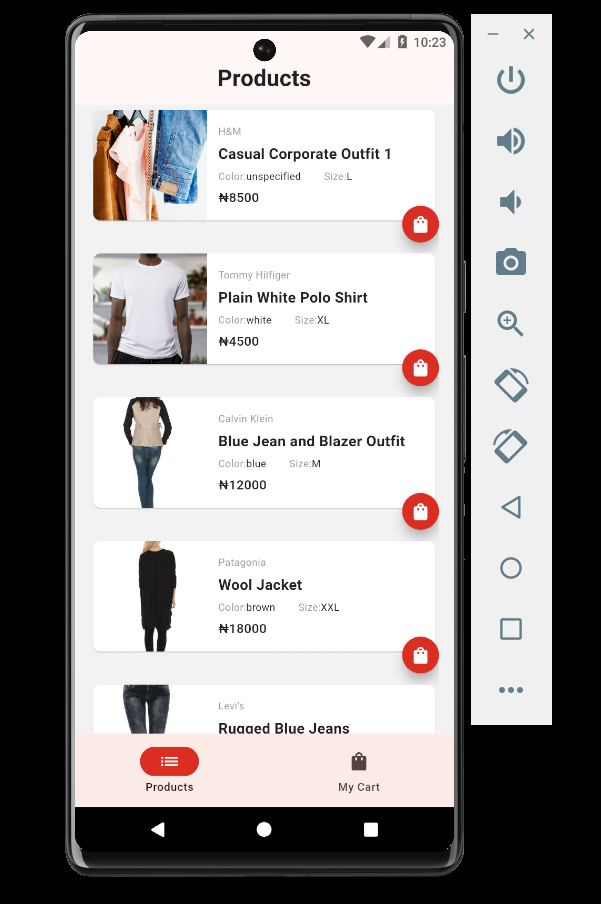 10:23
Products
H&M
Casual Corporate Outfit 1
Color:unspecified Size:L
₦8500
Tommy Hilfiger
Plain White Polo Shirt
Color:white Size:XL
₦4500
Calvin Klein
Blue Jean and Blazer Outfit
Color:blue Size:M
₦12000
Patagonia
Wool Jacket
Color:brown Size:XXL
₦18000
Levi's
Rugged Blue Jeans
Products My Cart